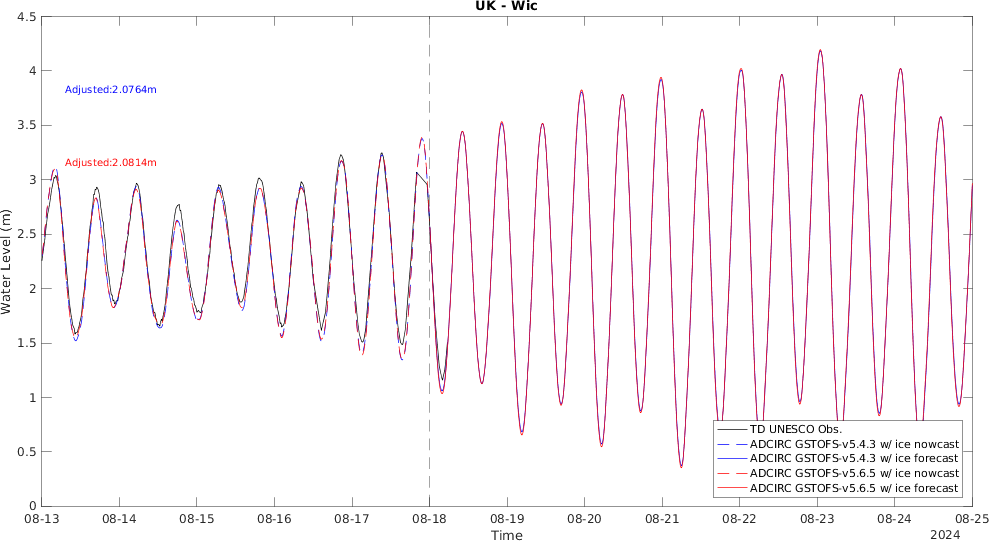 UK - Wic
4.5
4
3.5
3
2.5
2
1.5
1
0.5
0
Water Level (m)
Adjusted:2.0764m
Adjusted:2.0814m
TD UNESCO Obs.
ADCIRC GSTOFS-v5.4.3 w/ ice nowcast
ADCIRC GSTOFS-v5.4.3 w/ ice forecast
ADCIRC GSTOFS-v5.6.5 w/ ice nowcast
ADCIRC GSTOFS-v5.6.5 w/ ice forecast
08-13 08-14 08-15 08-16 08-17 08-18 08-19 08-20 08-21 08-22 08-23 08-24 08-25
Time
2024